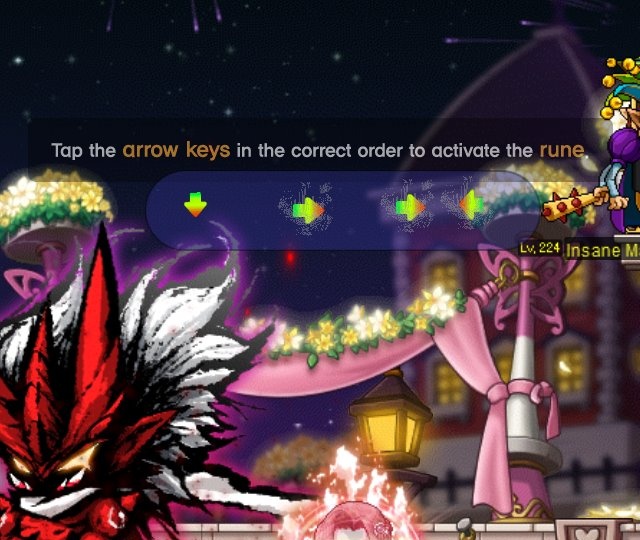 Tap the arrow keys in the correct order to activate the rune.
Lv. 224 Insane